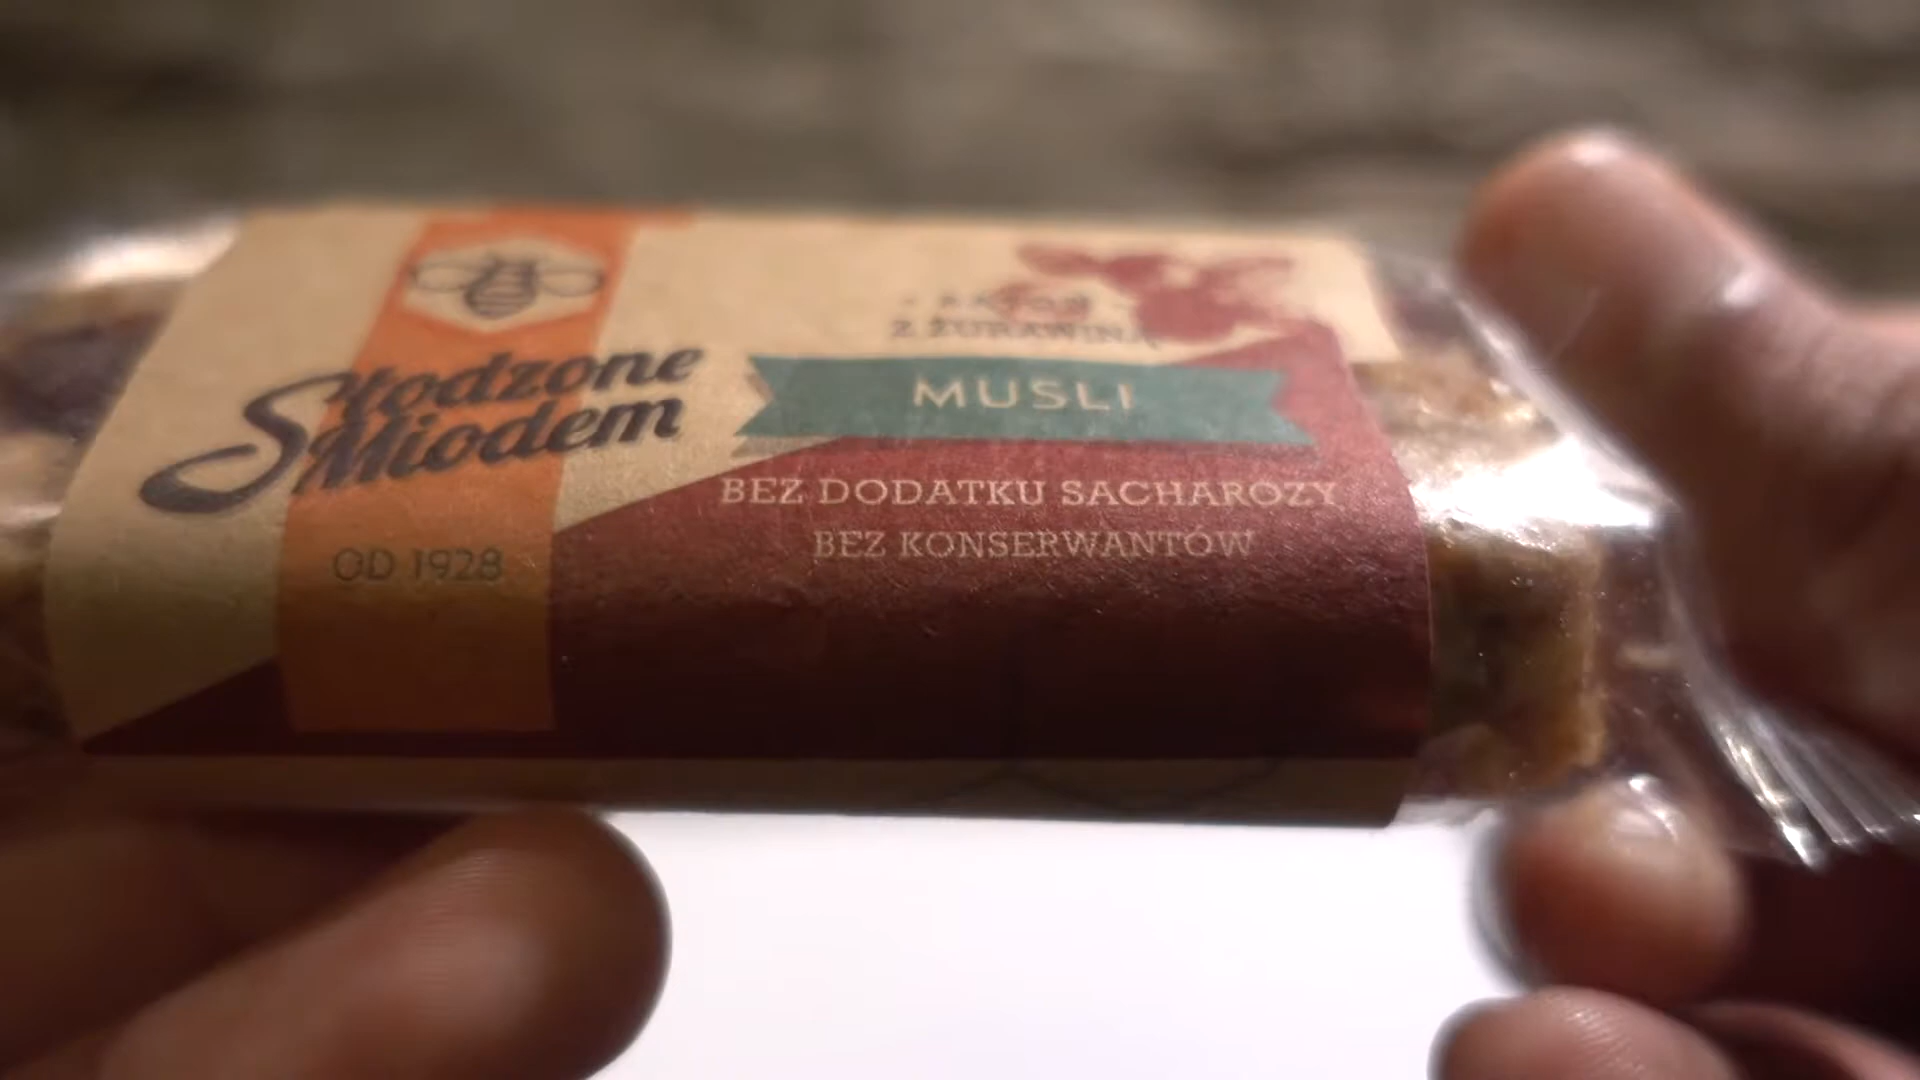 Słodzone
Miodem
OD 1928
Z ŻURAWINĄ
MUSLI
BEZ DODATKU SACHAROZY
BEZ KONSERWANTÓW